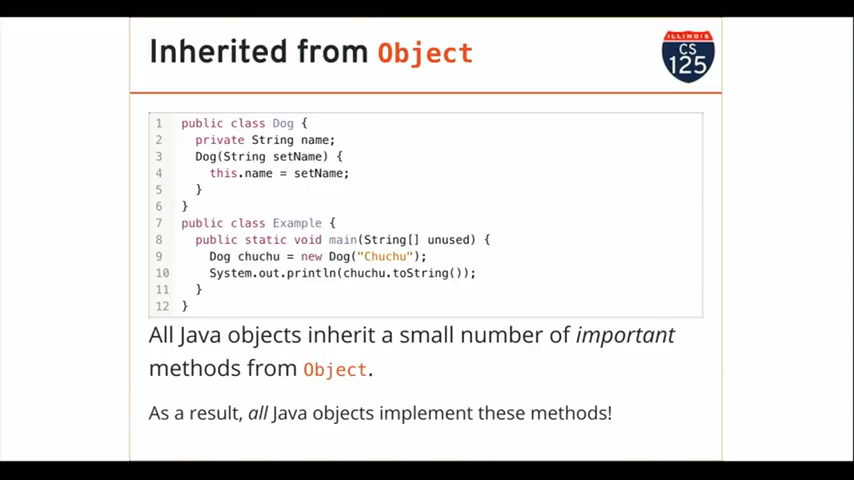 Inherited from Object
ILLINOIS
CS
125
1 public class Dog {
2 private String name;
3 Dog(String setName) {
4 this.name = setName;
5 }
6 }
7 public class Example {
8 public static void main(String[] unused) {
9 Dog chuchu = new Dog("Chuchu");
10 System.out.println(chuchu.toString());
11 }
12 }
All Java objects inherit a small number of important
methods from Object.
As a result, all Java objects implement these methods!